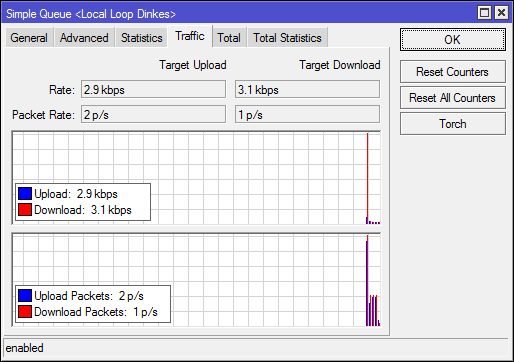 Simple Queue <Local Loop Dinkes>
General Advanced Statistics Traffic Total Total Statistics
Target Upload Target Download
Rate: 2.9 kbps 3.1 kbps
Packet Rate: 2 p/s 1 p/s
Upload: 2.9 kbps
Download: 3.1 kbps
Upload Packets: 2 p/s
Download Packets: 1 p/s
OK
Reset Counters
Reset All Counters
Torch
enabled